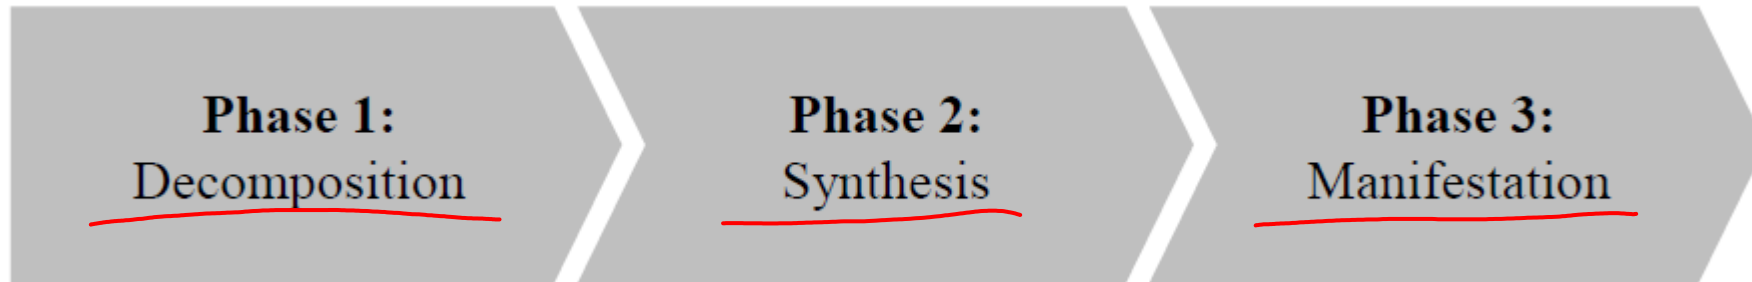 Phase 1:
Decomposition
Phase 2:
Synthesis
Phase 3:
Manifestation